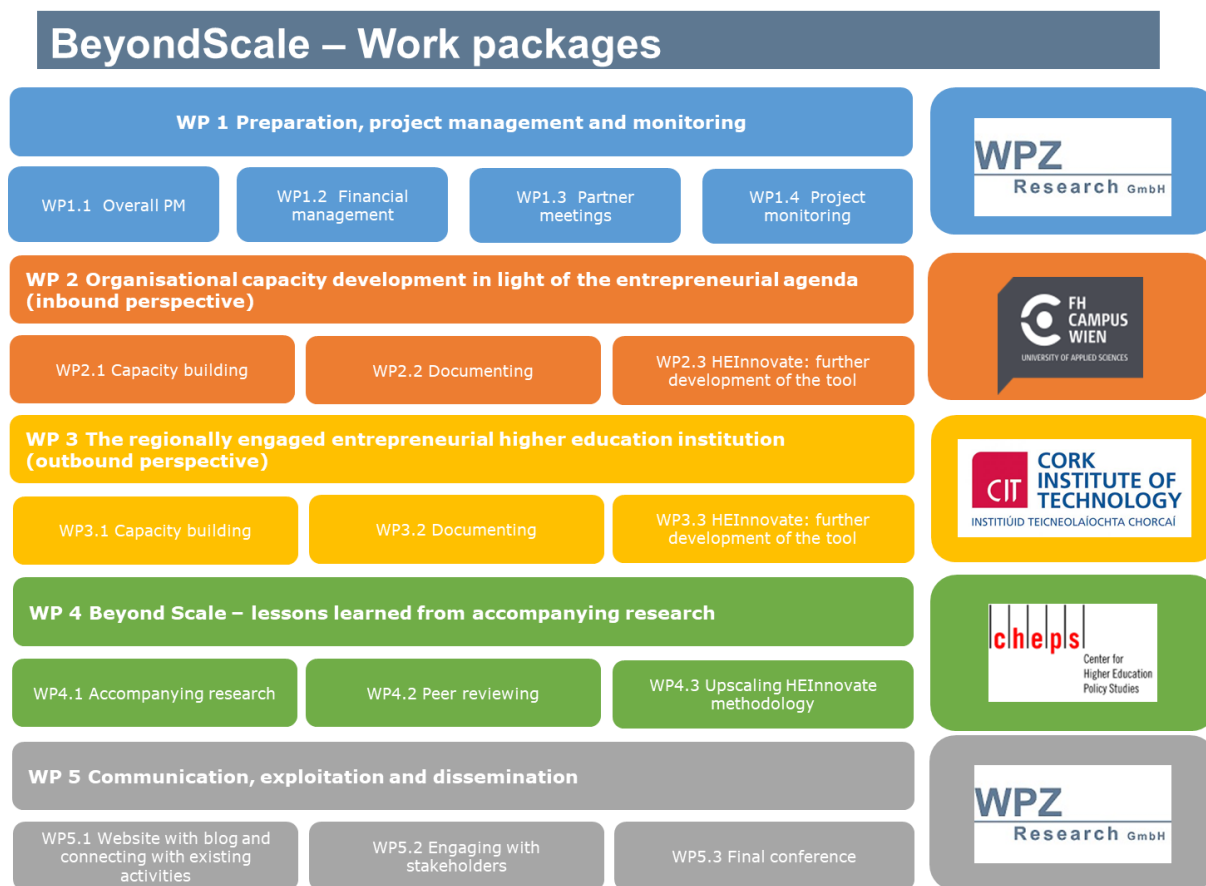 BeyondScale – Work packages
WP 1 Preparation, project management and monitoring
WPZ
Research GmbH
WP1.1 Overall PM
WP1.2 Financial
management
WP1.3 Partner
meetings
WP1.4 Project
monitoring
WP 2 Organisational capacity development in light of the entrepreneurial agenda
(inbound perspective)
FH
CAMPUS
WIEN
UNIVERSITY OF APPLIED SCIENCES
WP2.1 Capacity building
WP2.2 Documenting
WP2.3 HEInnovate: further
development of the tool
WP 3 The regionally engaged entrepreneurial higher education institution
(outbound perspective)
CIT
CORK
INSTITUTE OF
TECHNOLOGY
INSTITIÚID TEICNEOLAÍOCHTA CHORCAÍ
WP3.1 Capacity building
WP3.2 Documenting
WP3.3 HEInnovate: further
development of the tool
WP 4 Beyond Scale – lessons learned from accompanying research
cheps
Center for
Higher Education
Policy Studies
WP4.1 Accompanying research
WP4.2 Peer reviewing
WP4.3 Upscaling HEInnovate
methodology
WP 5 Communication, exploitation and dissemination
WPZ
Research GmbH
WP5.1 Website with blog and
connecting with existing
activities
WP5.2 Engaging with
stakeholders
WP5.3 Final conference